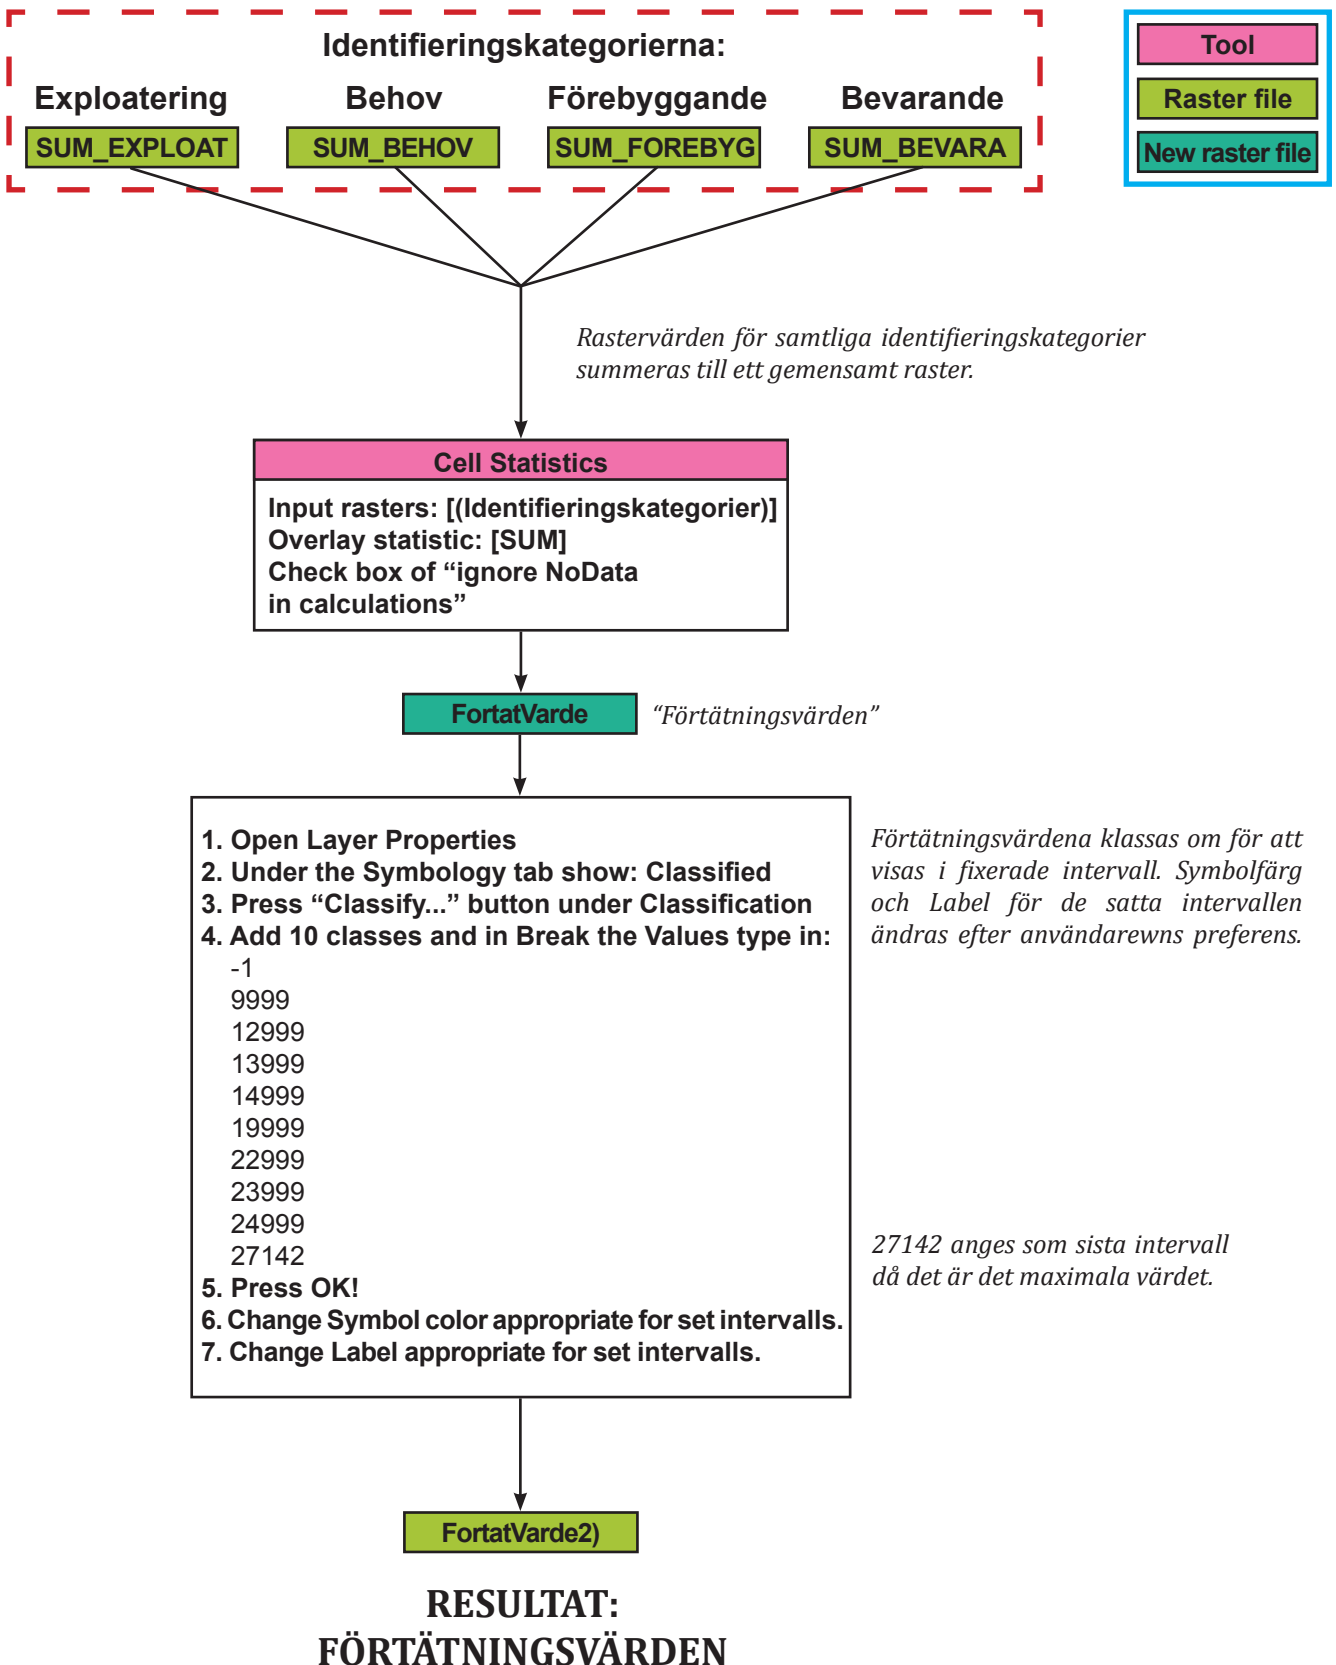 Identifieringskategorierna:
Exploatering Behov Förebyggande Bevarande
SUM_EXPLOAT SUM_BEHOV SUM_FOREBYG SUM_BEVARA
Tool
Raster file
New raster file
Rastervärden för samtliga identifieringskategorier
summeras till ett gemensamt raster.
Cell Statistics
Input rasters: [(Identifieringskategorier)]
Overlay statistic: [SUM]
Check box of “ignore NoData
in calculations”
FortatVarde
“Förtätningsvärden”
1. Open Layer Properties
2. Under the Symbology tab show: Classified
3. Press “Classify...” button under Classification
4. Add 10 classes and in Break the Values type in:
-1
9999
12999
13999
14999
19999
22999
23999
24999
27142
5. Press OK!
6. Change Symbol color appropriate for set intervalls.
7. Change Label appropriate for set intervalls.
Förtätningsvärdena klassas om för att
visas i fixerade intervall. Symbolfärg
och Label för de satta intervallen
ändras efter användarewns preferens.
27142 anges som sista intervall
då det är det maximala värdet.
FortatVarde2)
RESULTAT:
FÖRTÄTNINGSVÄRDEN